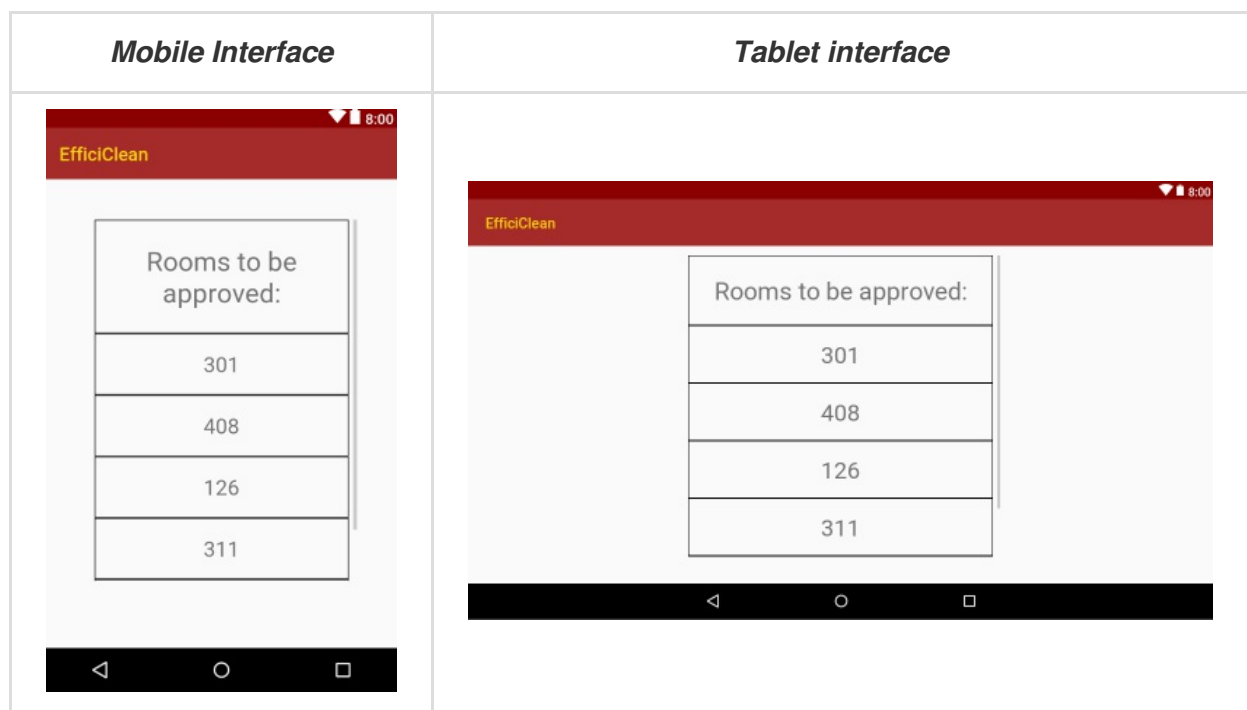 Mobile Interface
Tablet interface
8:00
EfficiClean
Rooms to be
approved:
301
408
126
311
8:00
EfficiClean
Rooms to be approved:
301
408
126
311